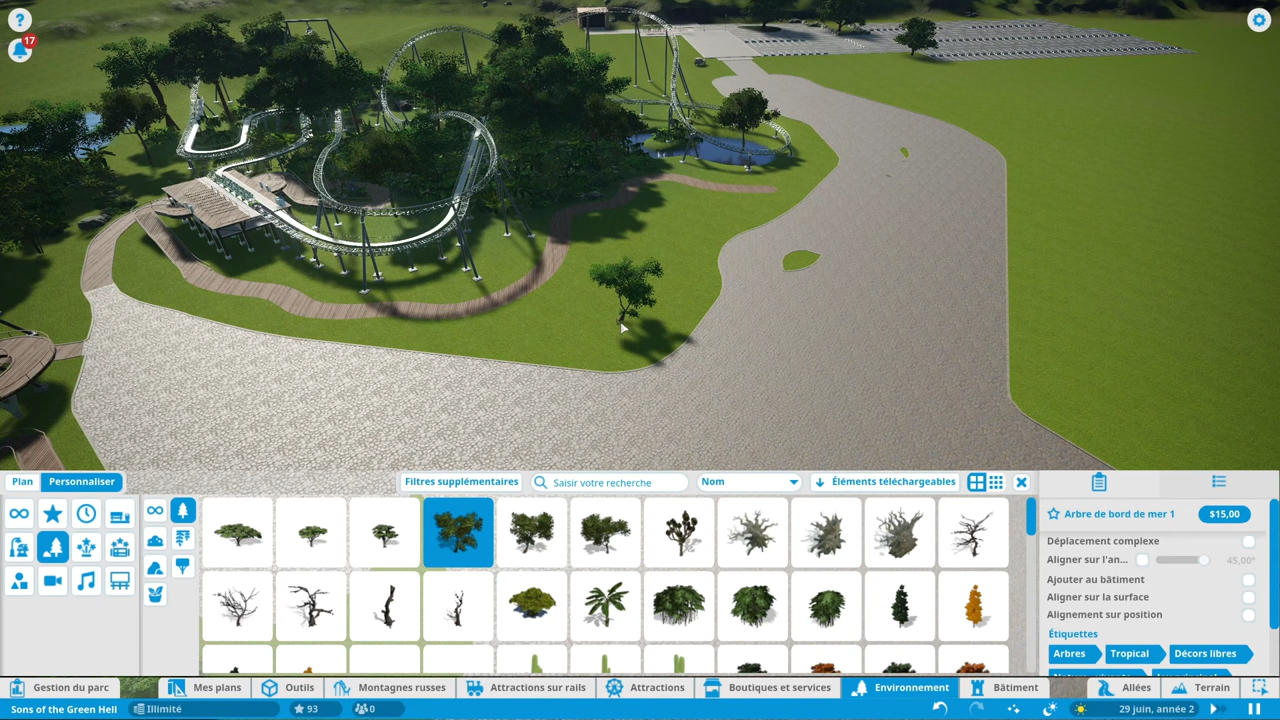 ?
17
Plan
Personnaliser
Filtres supplémentaires
Saisir votre recherche
Nom
Éléments téléchargeables
Arbre de bord de mer 1
$15,00
Déplacement complexe
Aligner sur l'an...
45,00°
Ajouter au bâtiment
Aligner sur la surface
Alignement sur position
Étiquettes
Arbres
Tropical
Décors libres
Gestion du parc
Mes plans
Outils
Montagnes russes
Attractions sur rails
Attractions
Boutiques et services
Environnement
Bâtiment
Allées
Terrain
Sons of the Green Hell
Illimité
93
0
29 juin, année 2